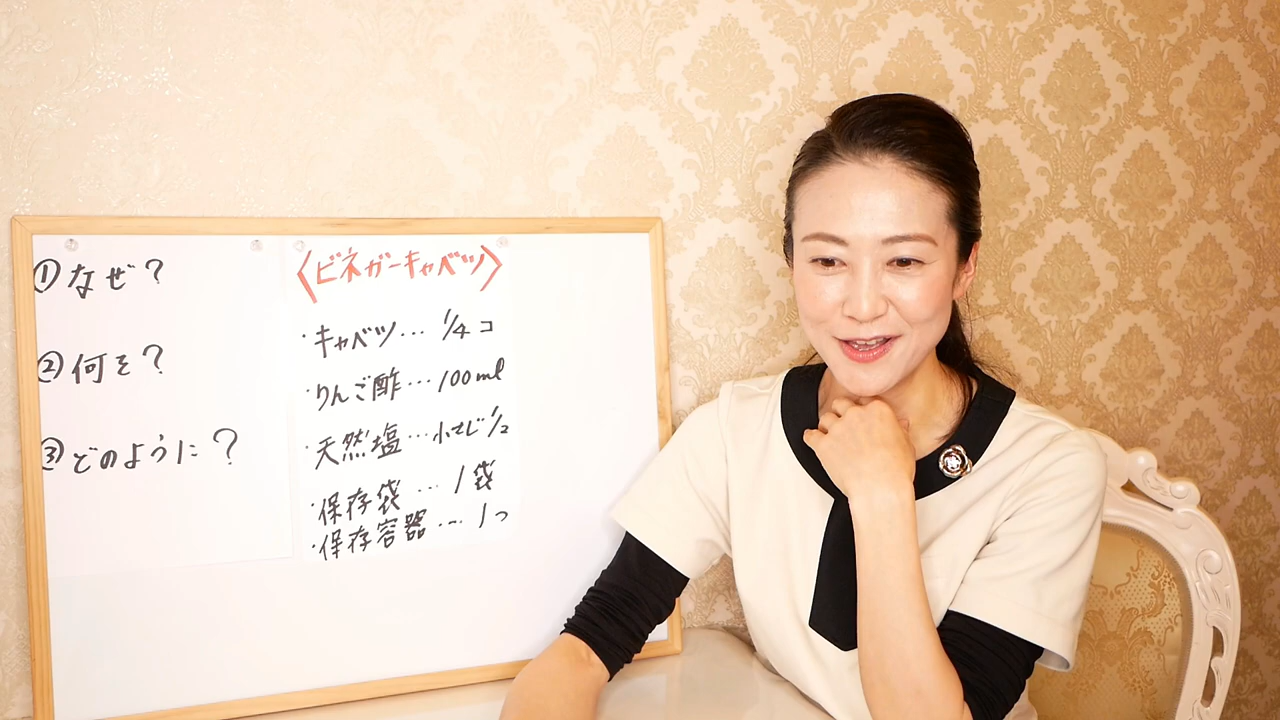 ①なぜ？
②何を？
③どのように？
〈ビネガーキャベツ〉
・キャベツ… 1/4コ
・りんご酢…100ml
・天然塩…小せじ1/2
・保存袋…1袋
・保存容器…1つ